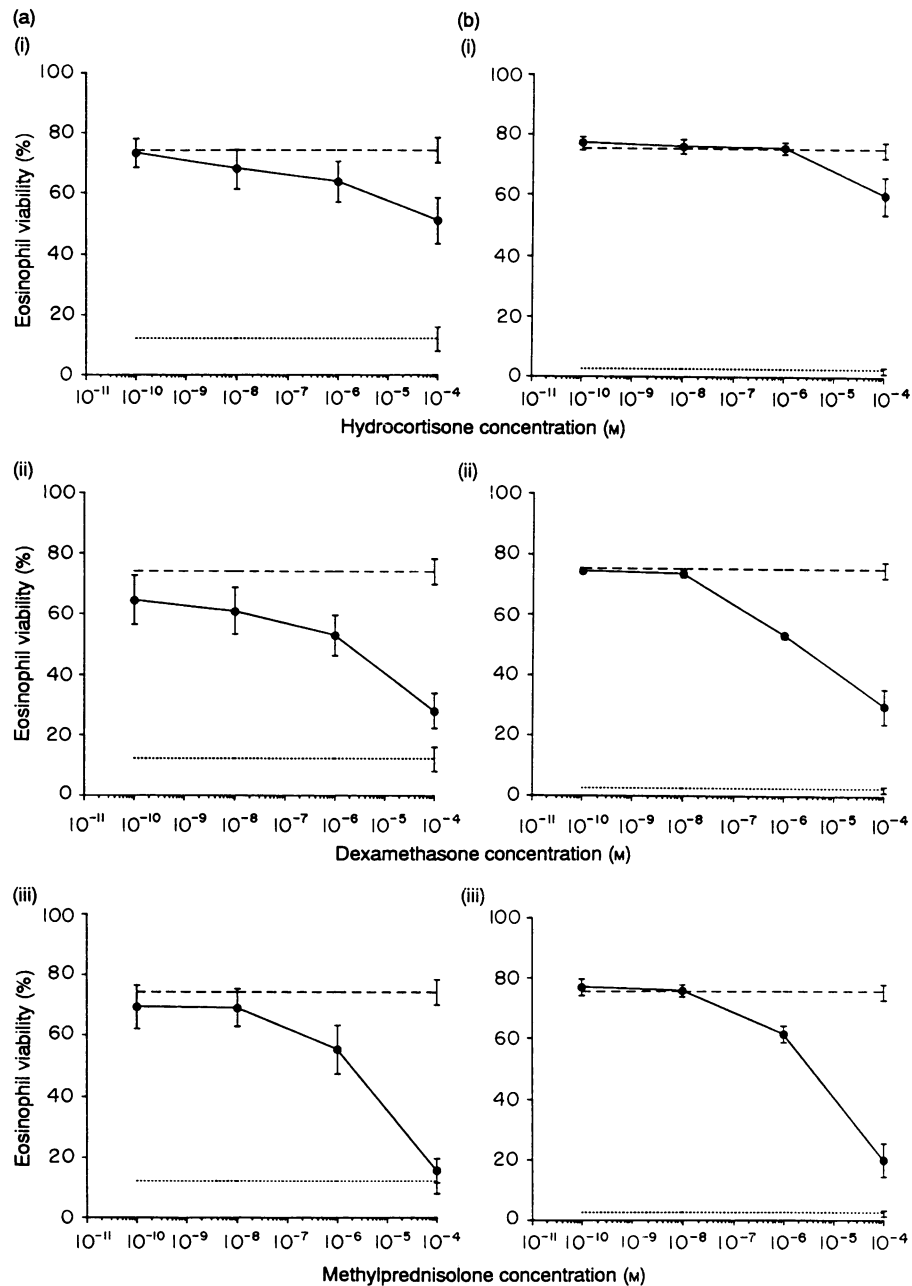 (a)
(b)
(i)
(i)
100
80
60
40
20
0
Eosinophil viability (%)
10⁻¹¹ 10⁻¹⁰ 10⁻⁹ 10⁻⁸ 10⁻⁷ 10⁻⁶ 10⁻⁵ 10⁻⁴
100
80
60
40
20
0
10⁻¹¹ 10⁻¹⁰ 10⁻⁹ 10⁻⁸ 10⁻⁷ 10⁻⁶ 10⁻⁵ 10⁻⁴
Hydrocortisone concentration (M)
(ii)
(ii)
100
80
60
40
20
0
Eosinophil viability (%)
10⁻¹¹ 10⁻¹⁰ 10⁻⁹ 10⁻⁸ 10⁻⁷ 10⁻⁶ 10⁻⁵ 10⁻⁴
100
80
60
40
20
0
10⁻¹¹ 10⁻¹⁰ 10⁻⁹ 10⁻⁸ 10⁻⁷ 10⁻⁶ 10⁻⁵ 10⁻⁴
Dexamethasone concentration (M)
(iii)
(iii)
100
80
60
40
20
0
Eosinophil viability (%)
10⁻¹¹ 10⁻¹⁰ 10⁻⁹ 10⁻⁸ 10⁻⁷ 10⁻⁶ 10⁻⁵ 10⁻⁴
100
80
60
40
20
0
10⁻¹¹ 10⁻¹⁰ 10⁻⁹ 10⁻⁸ 10⁻⁷ 10⁻⁶ 10⁻⁵ 10⁻⁴
Methylprednisolone concentration (M)